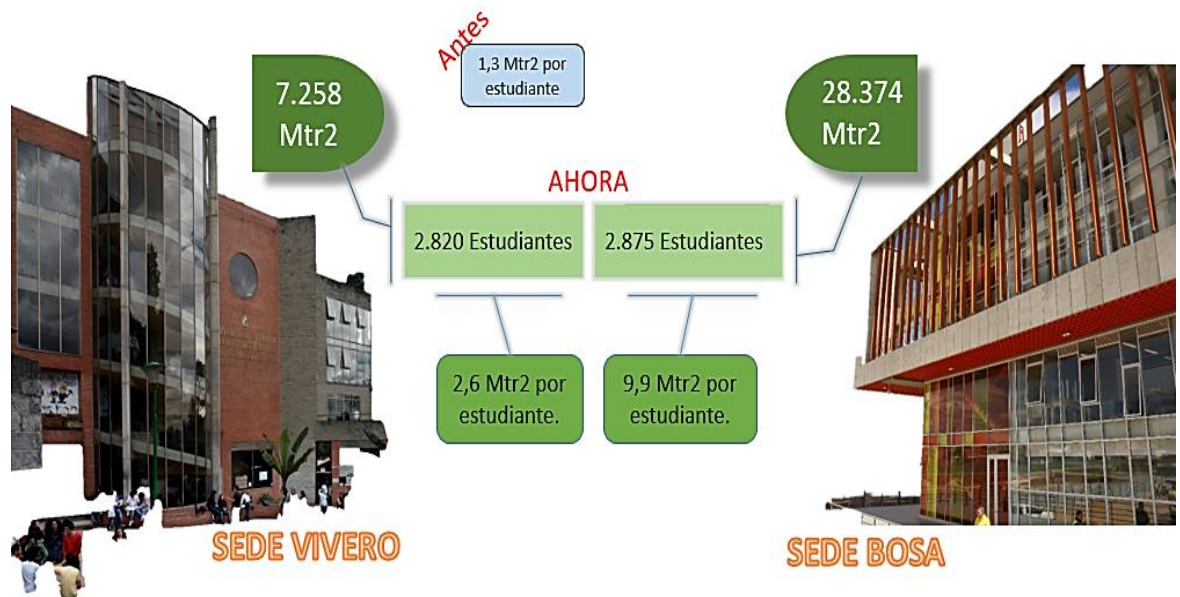 Antes
1,3 Mtr2 por
estudiante
7.258
Mtr2
28.374
Mtr2
AHORA
2.820 Estudiantes
2.875 Estudiantes
2,6 Mtr2 por
estudiante.
9,9 Mtr2 por
estudiante.
SEDE VIVERO
SEDE BOSA